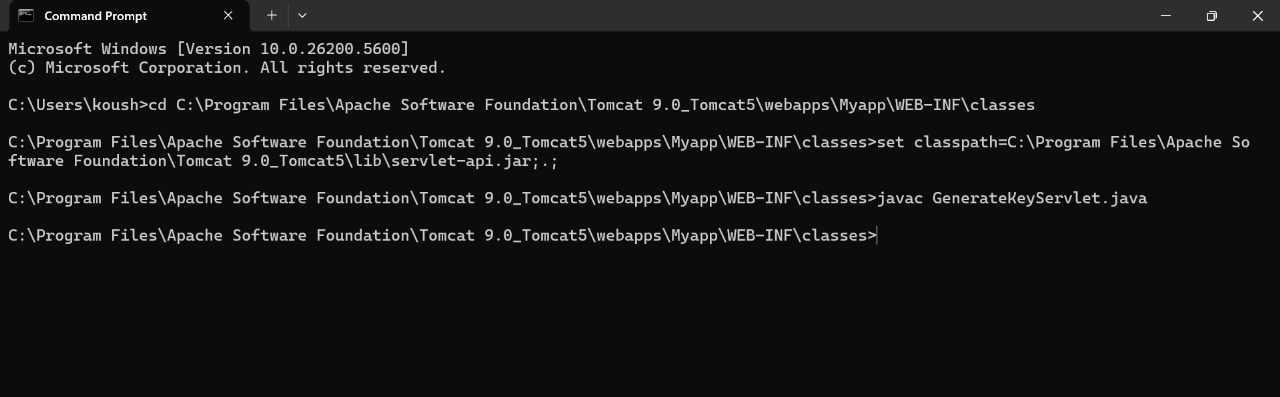 Command Prompt
Microsoft Windows [Version 10.0.26200.5600]
(c) Microsoft Corporation. All rights reserved.
C:\Users\koush>cd C:\Program Files\Apache Software Foundation\Tomcat 9.0_Tomcat5\webapps\Myapp\WEB-INF\classes
C:\Program Files\Apache Software Foundation\Tomcat 9.0_Tomcat5\webapps\Myapp\WEB-INF\classes>set classpath=C:\Program Files\Apache So
ftware Foundation\Tomcat 9.0_Tomcat5\lib\servlet-api.jar;.;
C:\Program Files\Apache Software Foundation\Tomcat 9.0_Tomcat5\webapps\Myapp\WEB-INF\classes>javac GenerateKeyServlet.java
C:\Program Files\Apache Software Foundation\Tomcat 9.0_Tomcat5\webapps\Myapp\WEB-INF\classes>